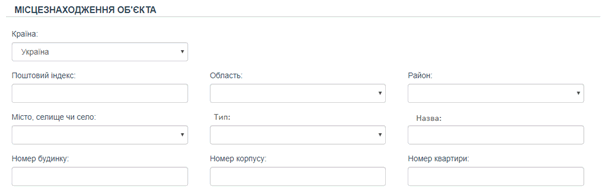 МІСЦЕЗНАХОДЖЕННЯ ОБ'ЄКТА
Країна:
Україна
Поштовий індекс: Область: Район:
Місто, селище чи село: Тип: Назва:
Номер будинку: Номер корпусу: Номер квартири: